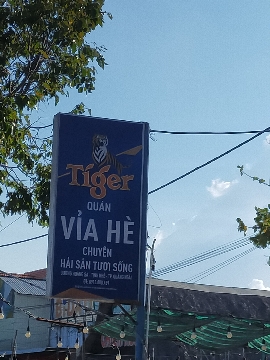 Tiger
QUÁN
VỈA HÈ
CHUYÊN
HẢI SẢN TƯƠI SỐNG